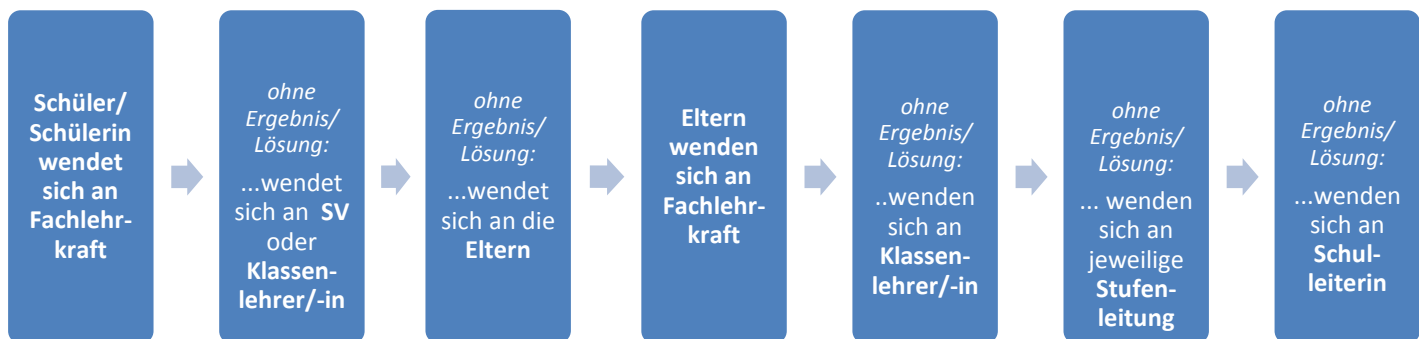 Schüler/
Schülerin
wendet
sich an
Fachlehr-
kraft
ohne
Ergebnis/
Lösung:
...wendet
sich an SV
oder
Klassen-
lehrer/-in
ohne
Ergebnis/
Lösung:
...wendet
sich an die
Eltern
Eltern
wenden
sich an
Fachlehr-
kraft
ohne
Ergebnis/
Lösung:
..wenden
sich an
Klassen-
lehrer/-in
ohne
Ergebnis/
Lösung:
... wenden
sich an
jeweilige
Stufen-
leitung
ohne
Ergebnis/
Lösung:
...wenden
sich an
Schul-
leiterin